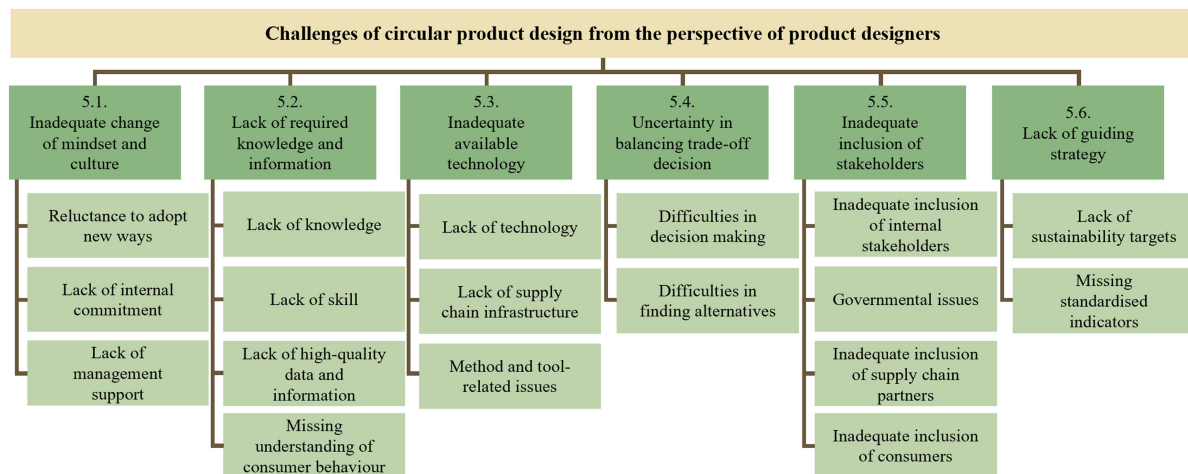 Challenges of circular product design from the perspective of product designers
5.1.
Inadequate change
of mindset and
culture
Reluctance to adopt
new ways
Lack of internal
commitment
Lack of
management
support
5.2.
Lack of required
knowledge and
information
Lack of knowledge
Lack of skill
Lack of high-quality
data and
information
Missing
understanding of
consumer behaviour
5.3.
Inadequate
available
technology
Lack of technology
Lack of supply
chain infrastructure
Method and tool-
related issues
5.4.
Uncertainty in
balancing trade-off
decision
Difficulties in
decision making
Difficulties in
finding alternatives
5.5.
Inadequate
inclusion of
stakeholders
Inadequate inclusion
of internal
stakeholders
Governmental issues
Inadequate inclusion
of supply chain
partners
Inadequate inclusion
of consumers
5.6.
Lack of guiding
strategy
Lack of
sustainability targets
Missing
standardised
indicators